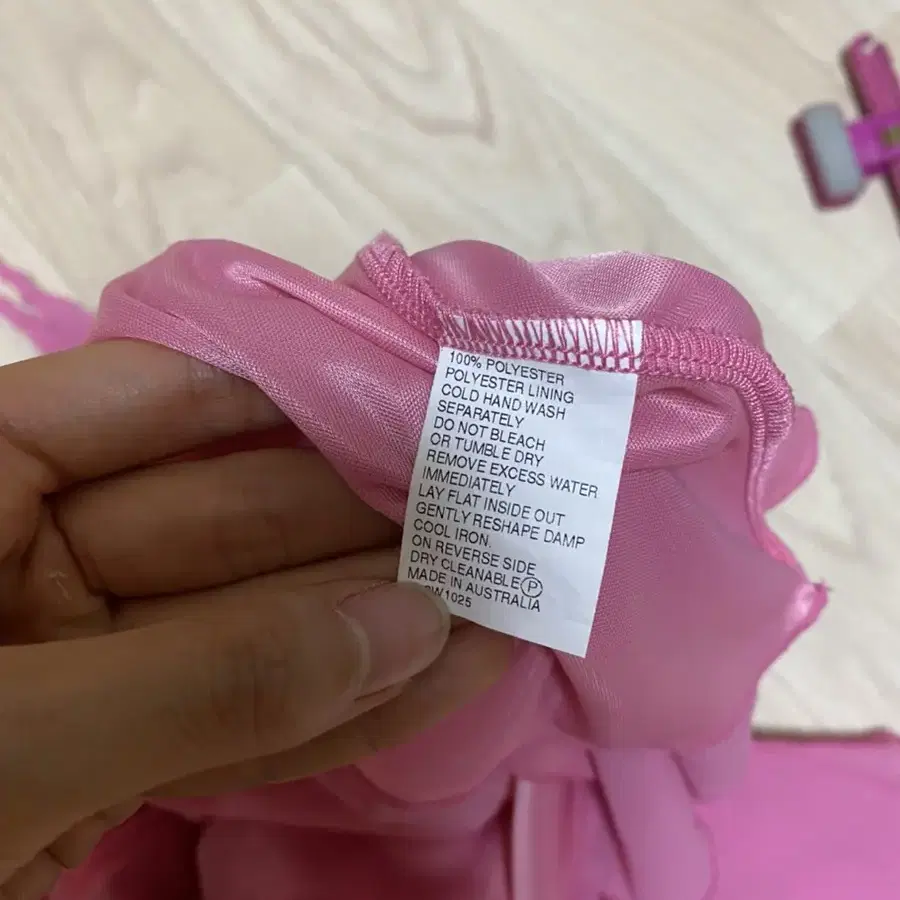 100% POLYESTER
POLYESTER LINING
COLD HAND WASH
SEPARATELY
DO NOT BLEACH
OR TUMBLE DRY
REMOVE EXCESS WATER
IMMEDIATELY
LAY FLAT INSIDE OUT
GENTLY RESHAPE DAMP
COOL IRON.
ON REVERSE SIDE
DRY CLEANABLE Ⓟ
MADE IN AUSTRALIA